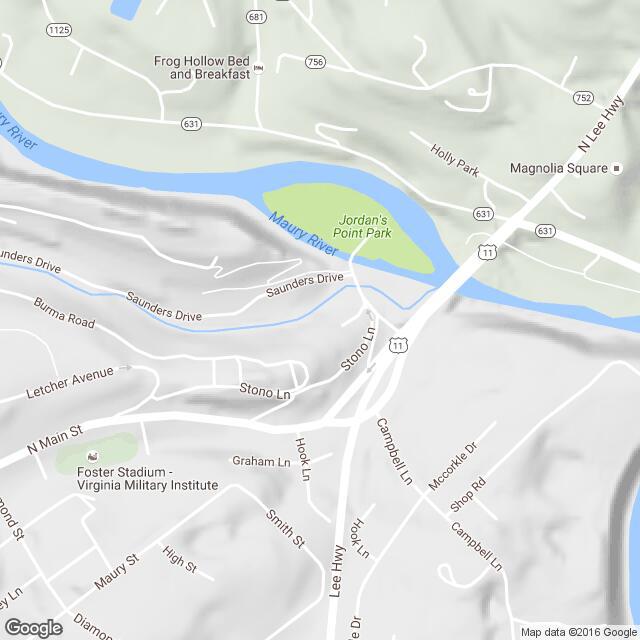 1125
681
Frog Hollow Bed
and Breakfast
756
752
N Lee Hwy
631
Maury River
Holly Park
Magnolia Square
Jordan's
Point Park
Maury River
631
631
11
Saunders Drive
Saunders Drive
Saunders Drive
Burma Road
Stono Ln
11
Letcher Avenue
Stono Ln
N Main St
Campbell Ln
Hook Ln
Graham Ln
Mccorkle Dr
Foster Stadium -
Virginia Military Institute
Shop Rd
Smith St
Hook Ln
Campbell Ln
Maury St
High St
Lee Hwy
Google
Map data ©2016 Google